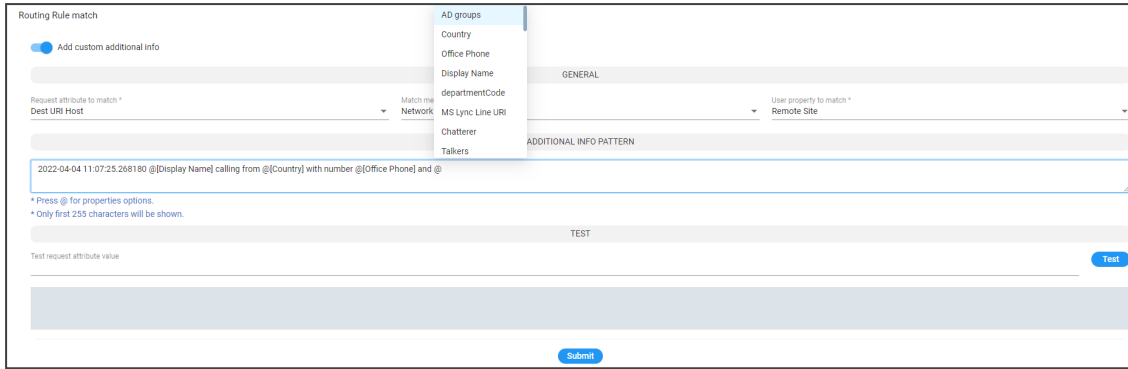 Routing Rule match
AD groups
Country
Office Phone
Display Name
departmentCode
MS Lync Line URI
Chatterer
Talkers
Add custom additional info
GENERAL
Request attribute to match *
Dest URI Host
Match me
Network
User property to match *
Remote Site
ADDITIONAL INFO PATTERN
2022-04-04 11:07:25.268180 @[Display Name] calling from @[Country] with number @[Office Phone] and @
* Press @ for properties options.
* Only first 255 characters will be shown.
TEST
Test request attribute value
Test
Submit